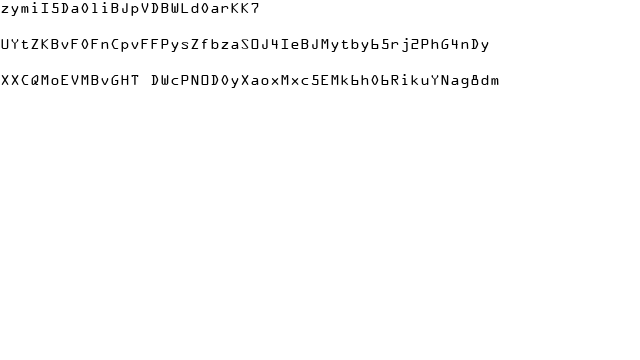 zymiI5Da0liBJpVDBWLd0arKK7
UYtZKBvF0FnCpvFFPysZfbzaSOJ4IeBJMytby65rj2PhG4nDy
XXCQMoEVMBvGHT DWcPNOD0yXaoxMxc5EMk6h06RikuYNag8dm